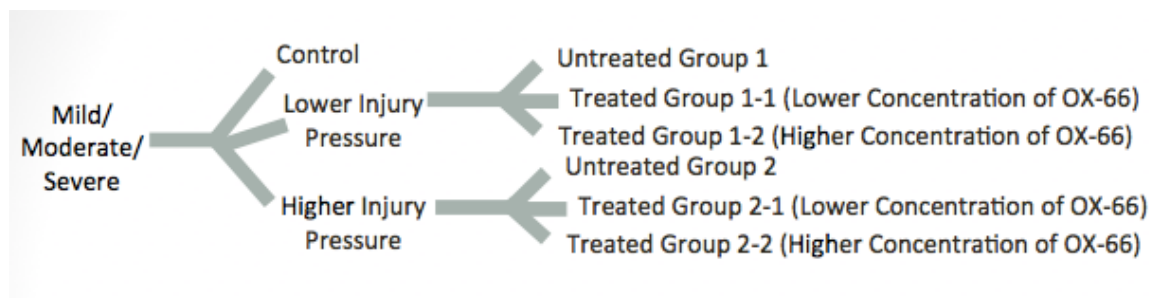 Control
Untreated Group 1
Lower Injury
Pressure
Treated Group 1-1 (Lower Concentration of OX-66)
Treated Group 1-2 (Higher Concentration of OX-66)
Mild/
Moderate/
Severe
Untreated Group 2
Higher Injury
Pressure
Treated Group 2-1 (Lower Concentration of OX-66)
Treated Group 2-2 (Higher Concentration of OX-66)